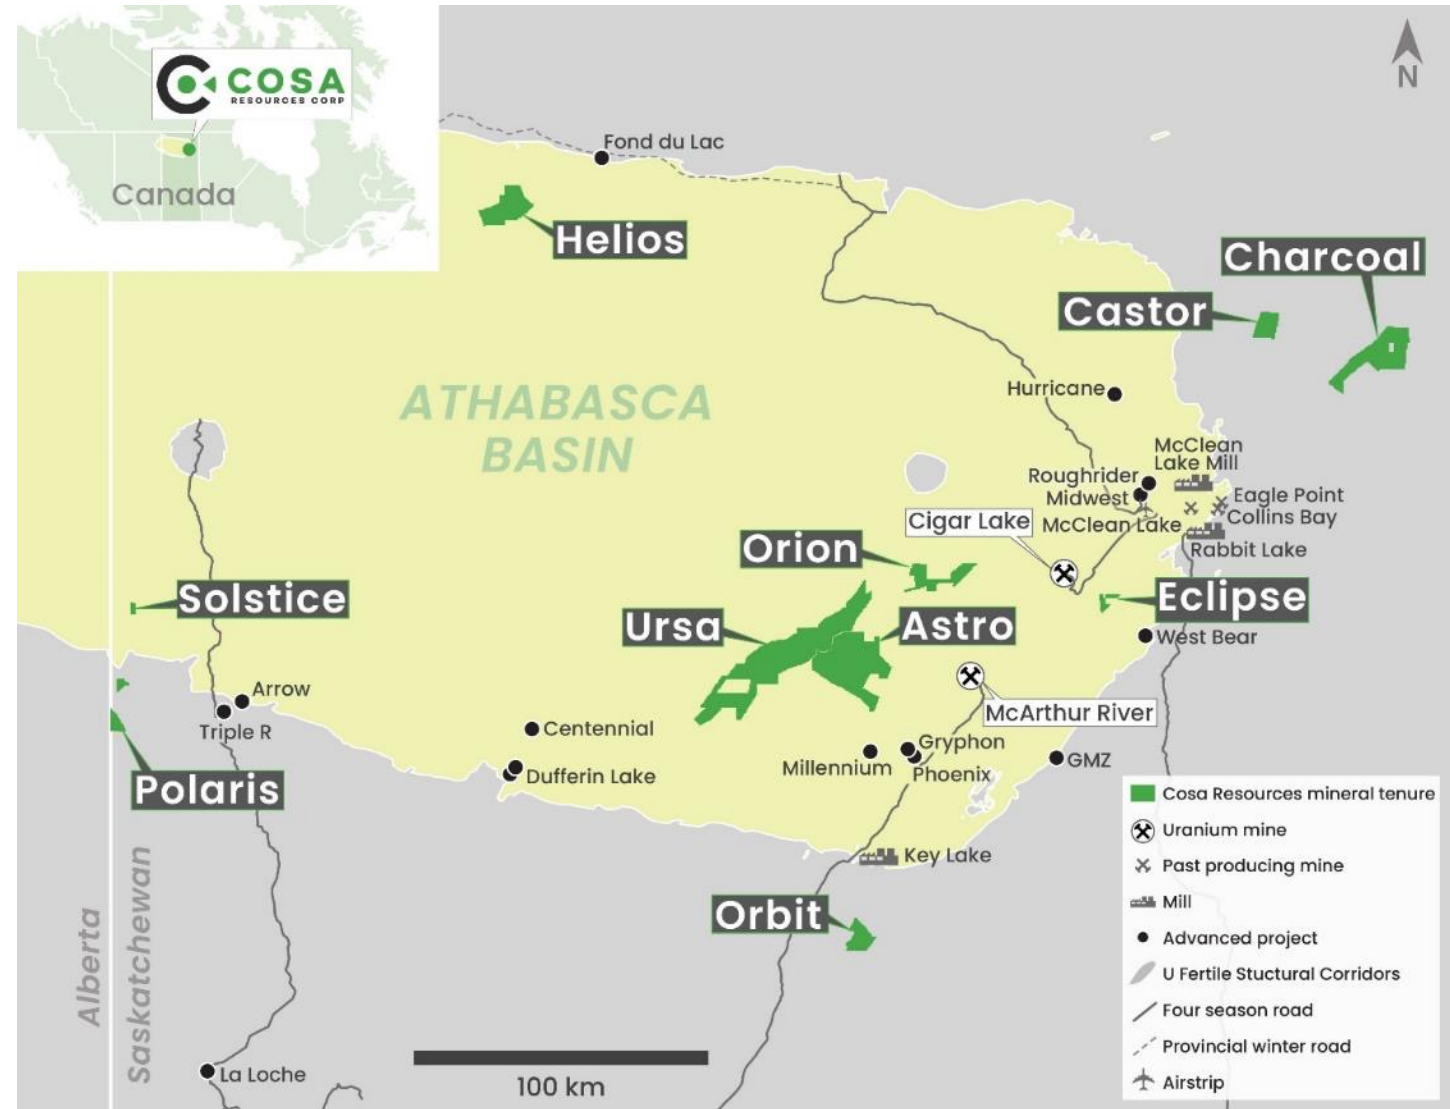 COSA
RESOURCES CORP
Canada
N
Fond du Lac
Helios
Charcoal
Castor
ATHABASCA
BASIN
Hurricane
McClean
Lake Mill
Roughrider
Midwest
Eagle Point
Cigar Lake
McClean Lake
Collins Bay
Orion
Rabbit Lake
Solstice
Eclipse
Ursa
Astro
West Bear
Arrow
McArthur River
Triple R
Centennial
Gryphon
Millennium
GMZ
Dufferin Lake
Phoenix
Polaris
Key Lake
Orbit
Alberta
Saskatchewan
La Loche
100 km
Cosa Resources mineral tenure
Uranium mine
Past producing mine
Mill
Advanced project
U Fertile Stuctural Corridors
Four season road
Provincial winter road
Airstrip